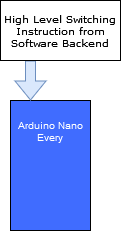 High Level Switching
Instruction from
Software Backend
Arduino Nano
Every